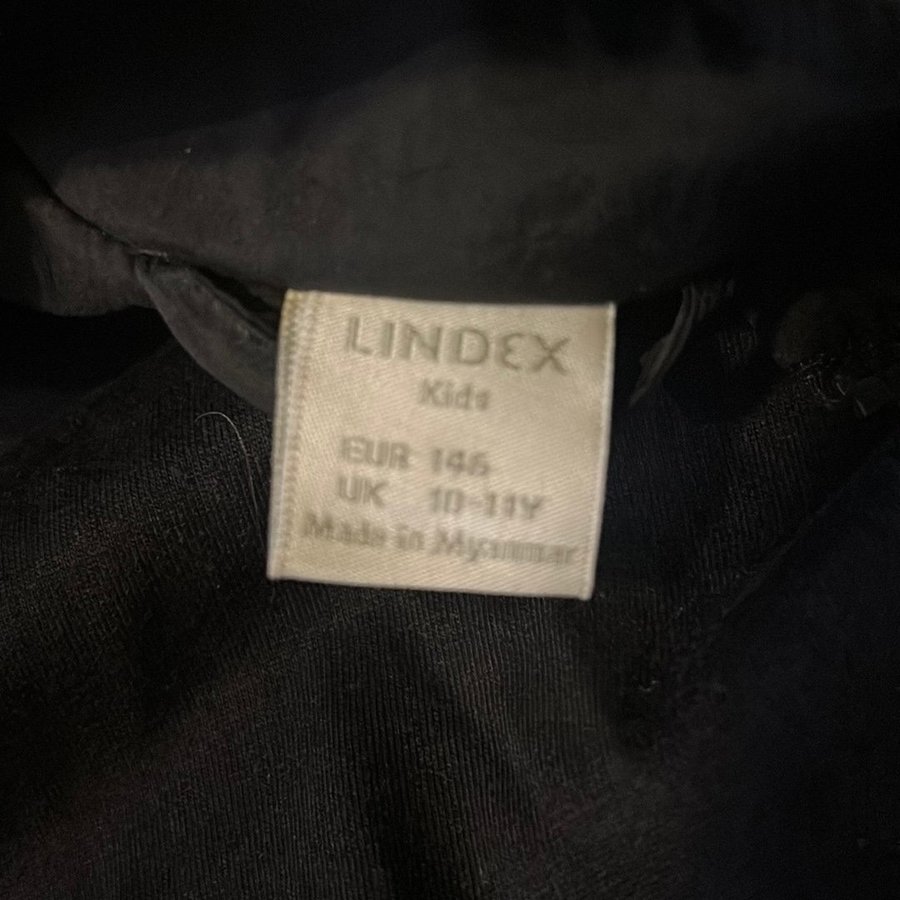 LINDEX
Kids
EUR 146
UK 10-11Y
Made in Myanmar